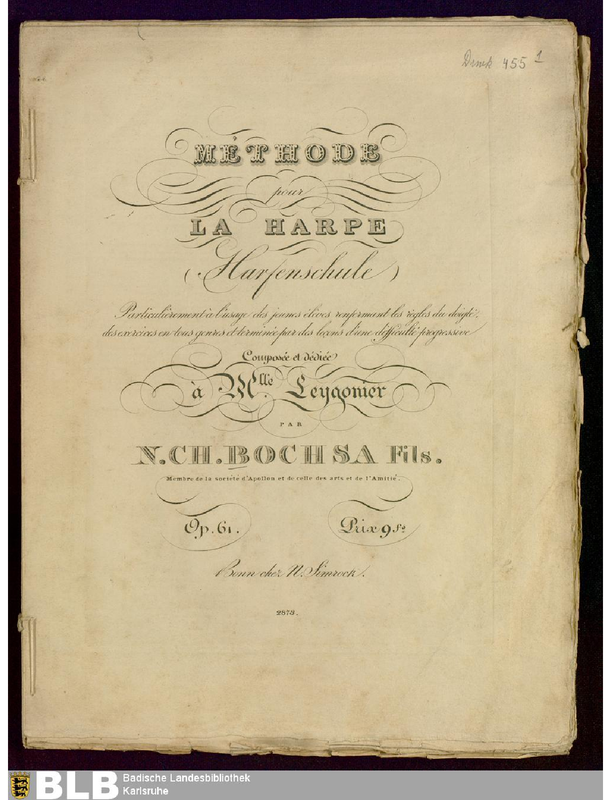 Druck 455 1
MÉTHODE
pour
LA HARPE
(Harfenschule)
Particulièrement à l'usage des jeunes élèves renfermant les règles du doigté,
des exercices en tous genres et terminée par des leçons d'une difficulté progressive
Composée et dédiée
à Mlle Leygonier
PAR
N. CH. BOCHSA Fils.
Membre de la société d'Apollon et de celle des arts et de l'Amitié.
Op. 61. Prix 9 Fs
Bonn chez N. Simrock.
2873.
BLB Badische Landesbibliothek
Karlsruhe